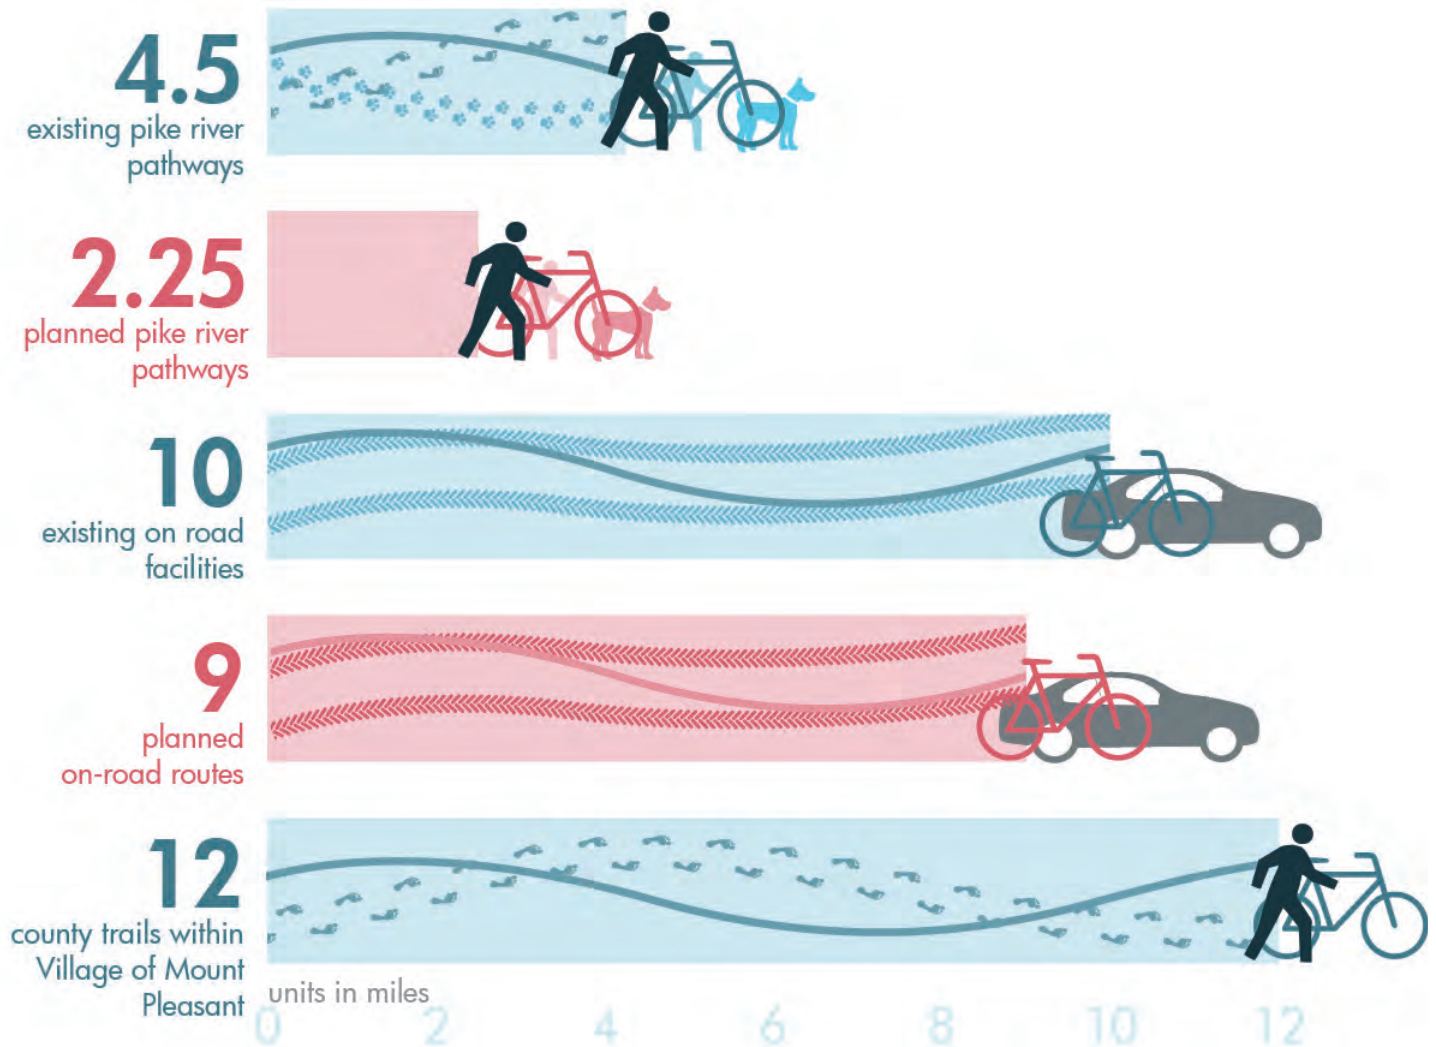 4.5
existing pike river
pathways
2.25
planned pike river
pathways
10
existing on road
facilities
9
planned
on-road routes
12
county trails within
Village of Mount
Pleasant
units in miles
0 2 4 6 8 10 12